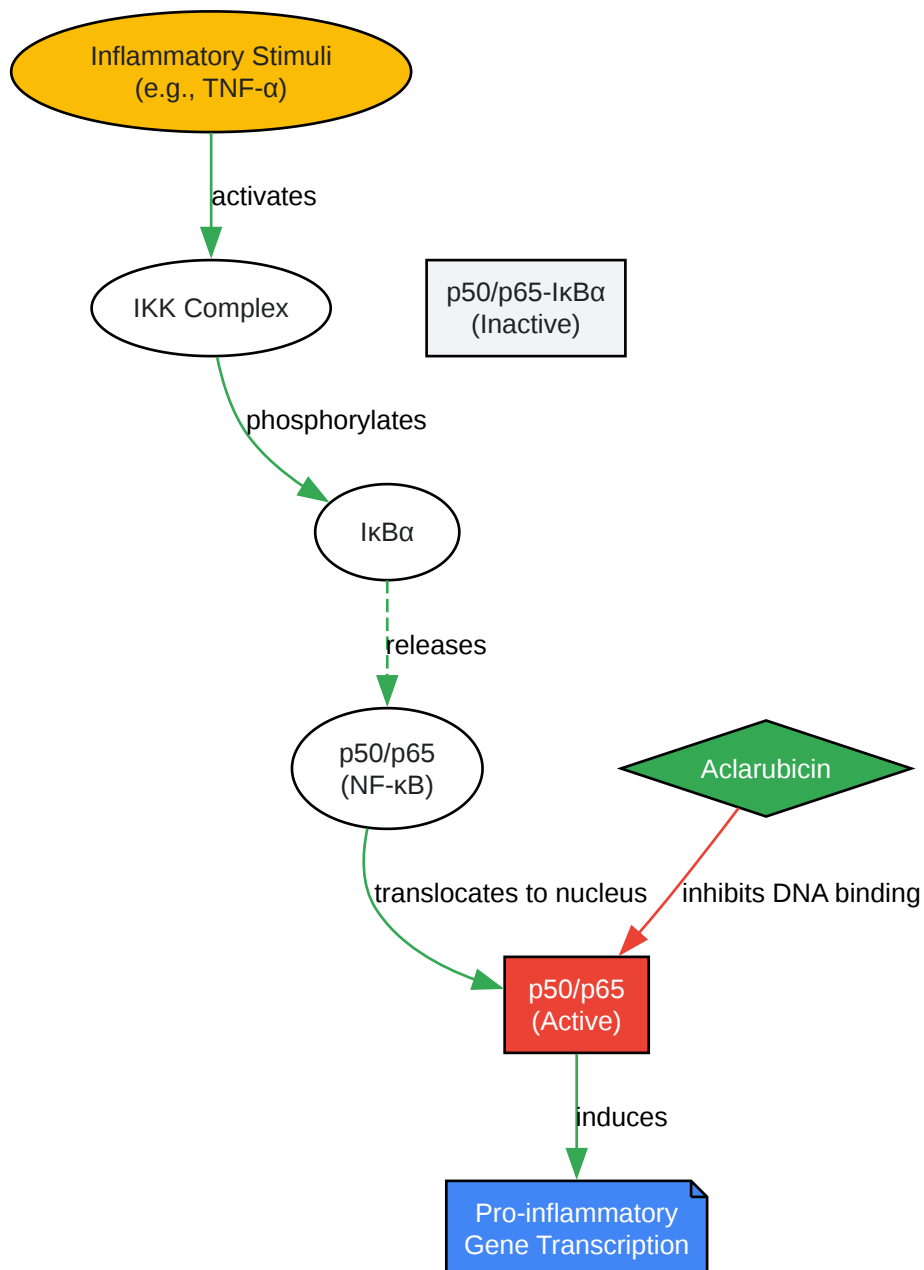 Inflammatory Stimuli
(e.g., TNF-α)
activates
IKK Complex
p50/p65-IκBα
(Inactive)
phosphorylates
IκBα
releases
p50/p65
(NF-κB)
Aclarubicin
translocates to nucleus
inhibits DNA binding
p50/p65
(Active)
induces
Pro-inflammatory
Gene Transcription